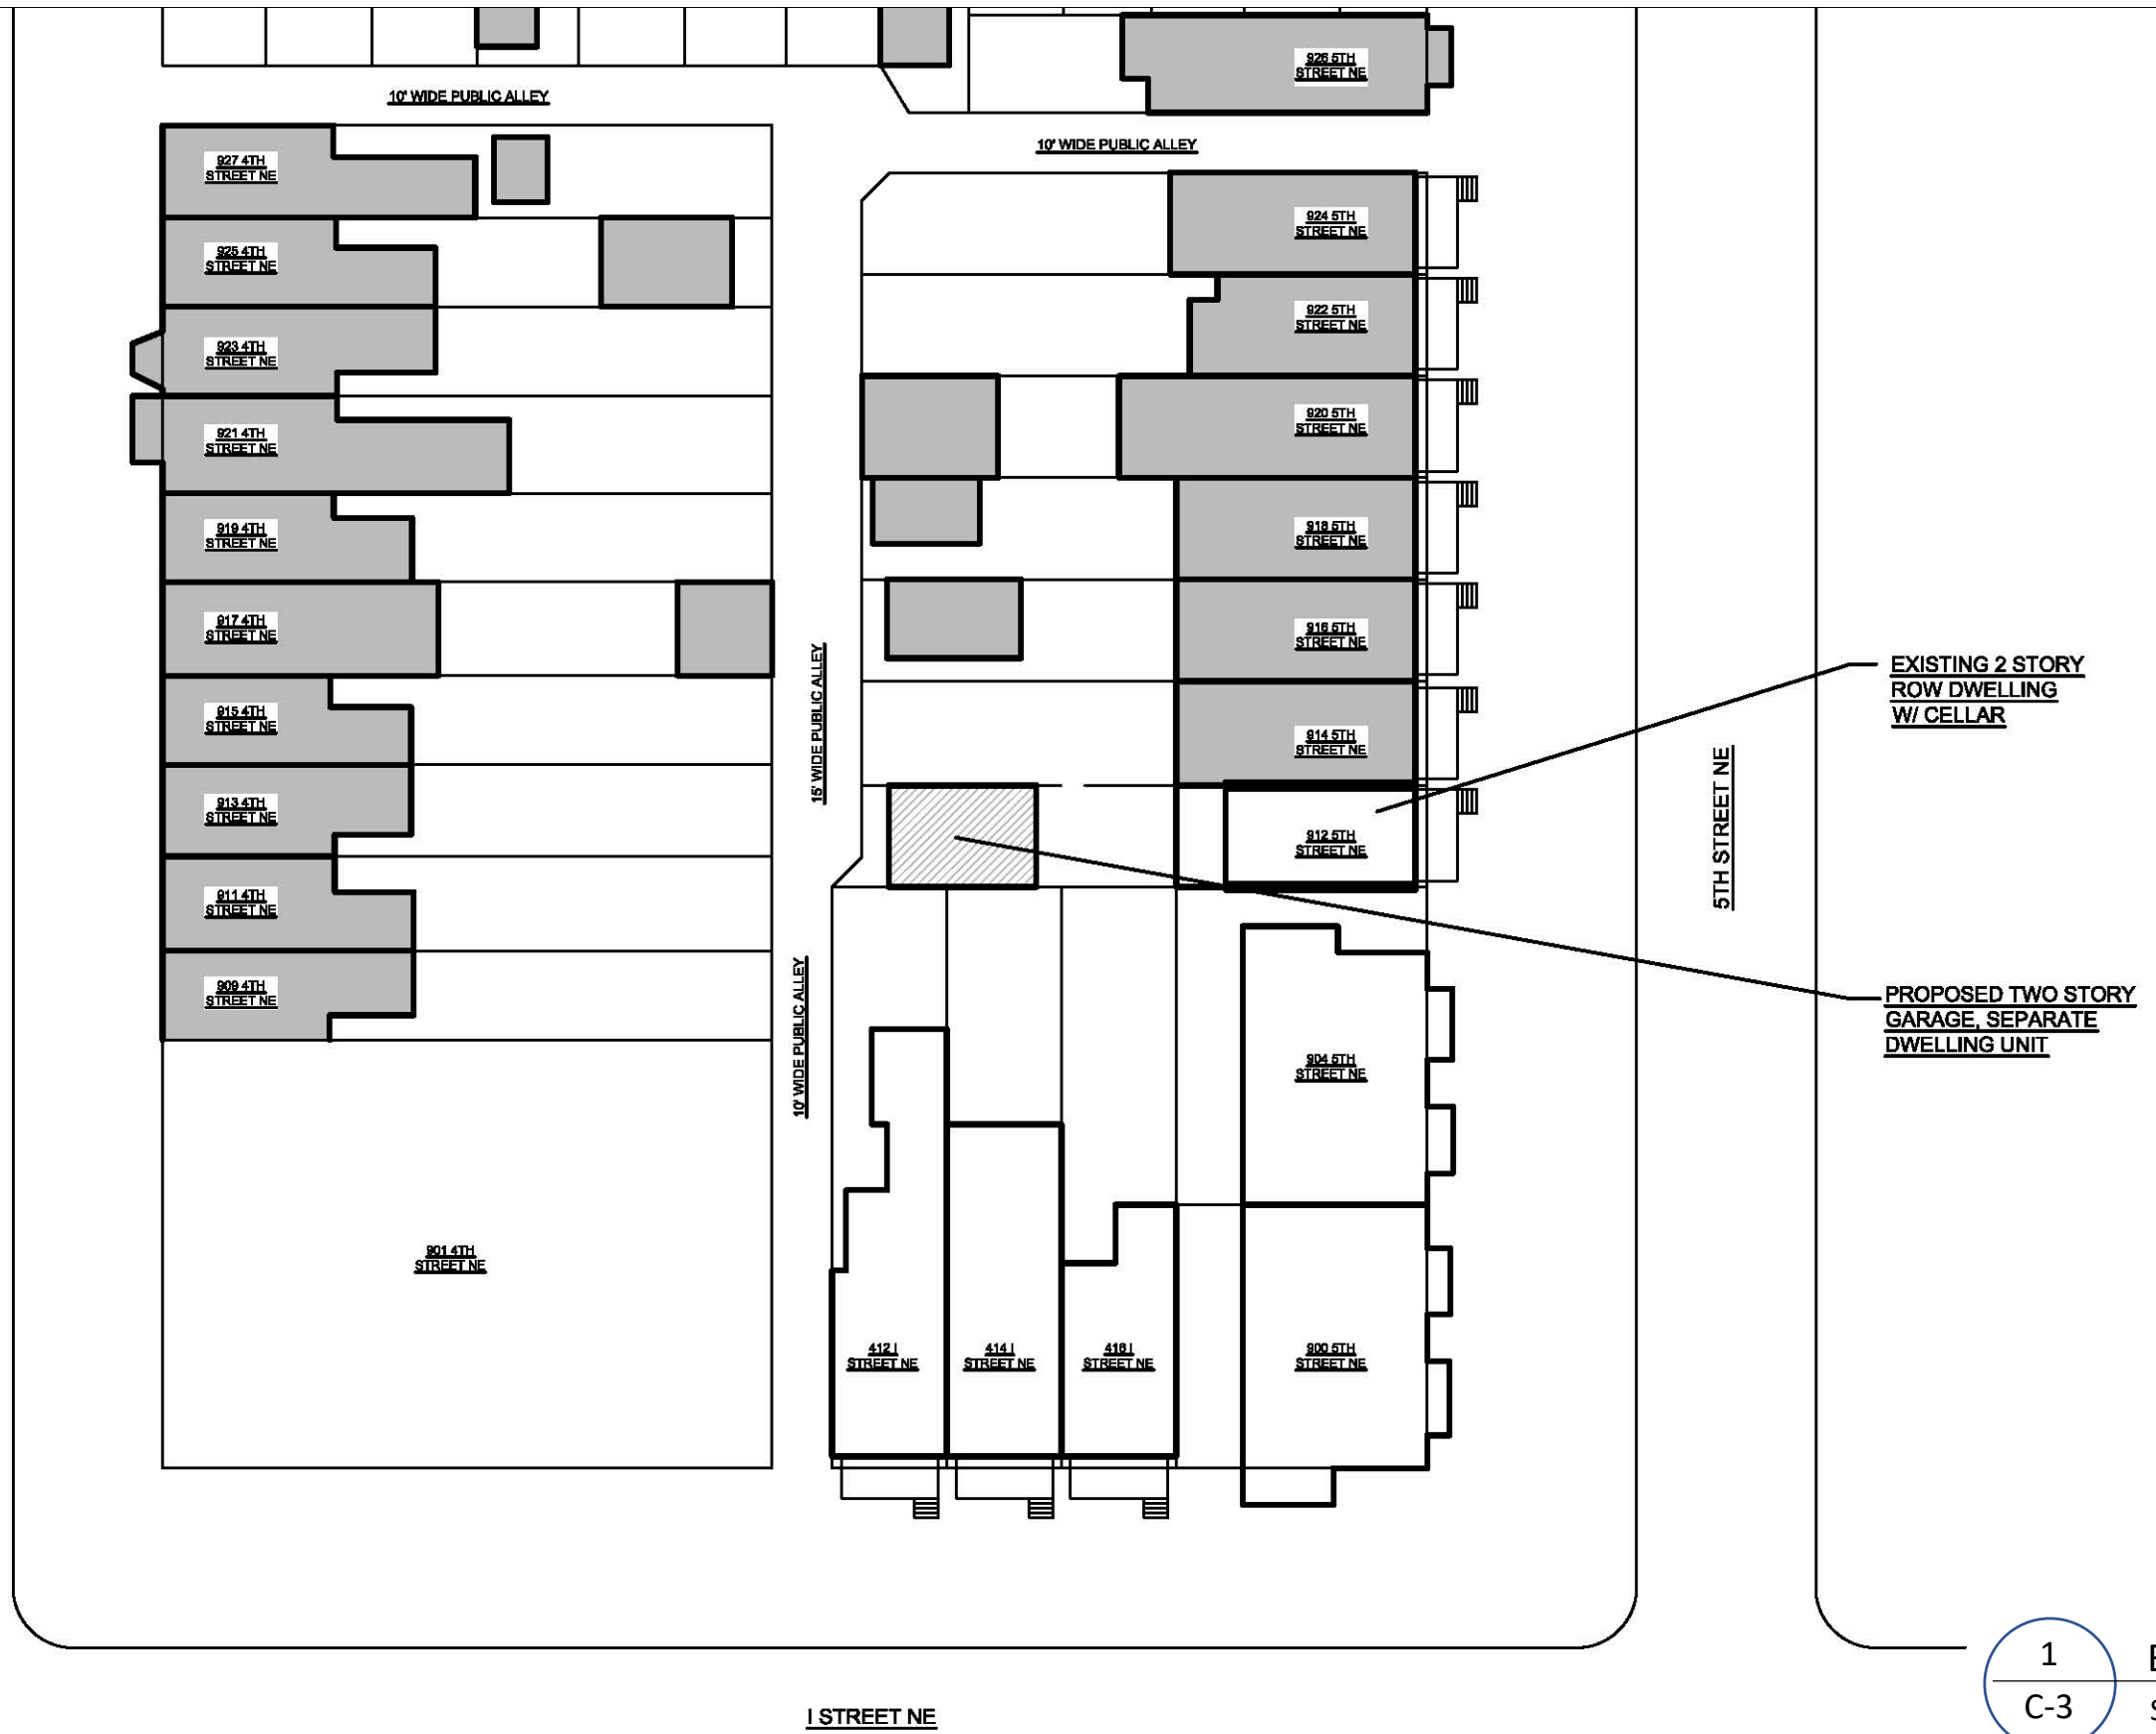 926 5TH
STREET NE
10' WIDE PUBLIC ALLEY
10' WIDE PUBLIC ALLEY
927 4TH
STREET NE
924 5TH
STREET NE
925 4TH
STREET NE
922 5TH
STREET NE
923 4TH
STREET NE
920 5TH
STREET NE
921 4TH
STREET NE
918 5TH
STREET NE
919 4TH
STREET NE
916 5TH
STREET NE
917 4TH
STREET NE
EXISTING 2 STORY
ROW DWELLING
W/ CELLAR
15' WIDE PUBLIC ALLEY
915 4TH
STREET NE
914 5TH
STREET NE
5TH STREET NE
913 4TH
STREET NE
912 5TH
STREET NE
911 4TH
STREET NE
909 4TH
STREET NE
10' WIDE PUBLIC ALLEY
PROPOSED TWO STORY
GARAGE, SEPARATE
DWELLING UNIT
904 5TH
STREET NE
901 4TH
STREET NE
412 I
STREET NE
414 I
STREET NE
416 I
STREET NE
900 5TH
STREET NE
1
C-3
I STREET NE